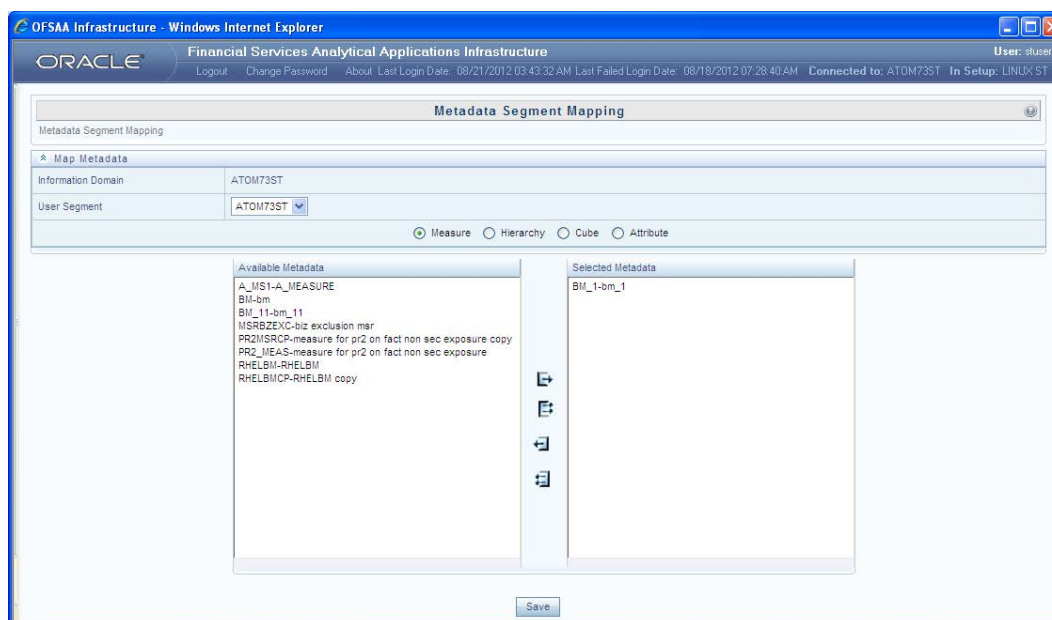 OFSAA Infrastructure - Windows Internet Explorer
ORACLE
Financial Services Analytical Applications Infrastructure
User: stuser
Logout Change Password About Last Login Date: 08/21/2012 03:43:32 AM Last Failed Login Date: 08/18/2012 07:28:40:AM Connected to: ATOM73ST In Setup: LINUX ST
Metadata Segment Mapping
Metadata Segment Mapping
Map Metadata
Information Domain ATOM73ST
User Segment ATOM73ST
Measure Hierarchy Cube Attribute
Available Metadata
A_MS1-A_MEASURE
BM-bm
BM_11-bm_11
MSRBZEXC-biz exclusion msr
PR2MSRCP-measure for pr2 on fact non sec exposure copy
PR2_MEAS-measure for pr2 on fact non sec exposure
RHELBM-RHELBM
RHELBMCP-RHELBM copy
Selected Metadata
BM_1-bm_1
Save